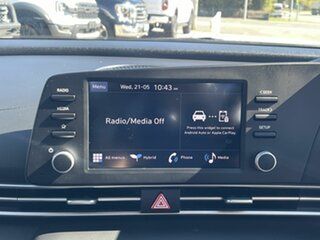 Menu
Wed, 21-05 10:43 AM
RADIO
MEDIA
SEEK
TRACK
SETUP
Radio/Media Off
Press this widget to connect
Android Auto or Apple CarPlay
All menus
Hybrid
Phone
Media